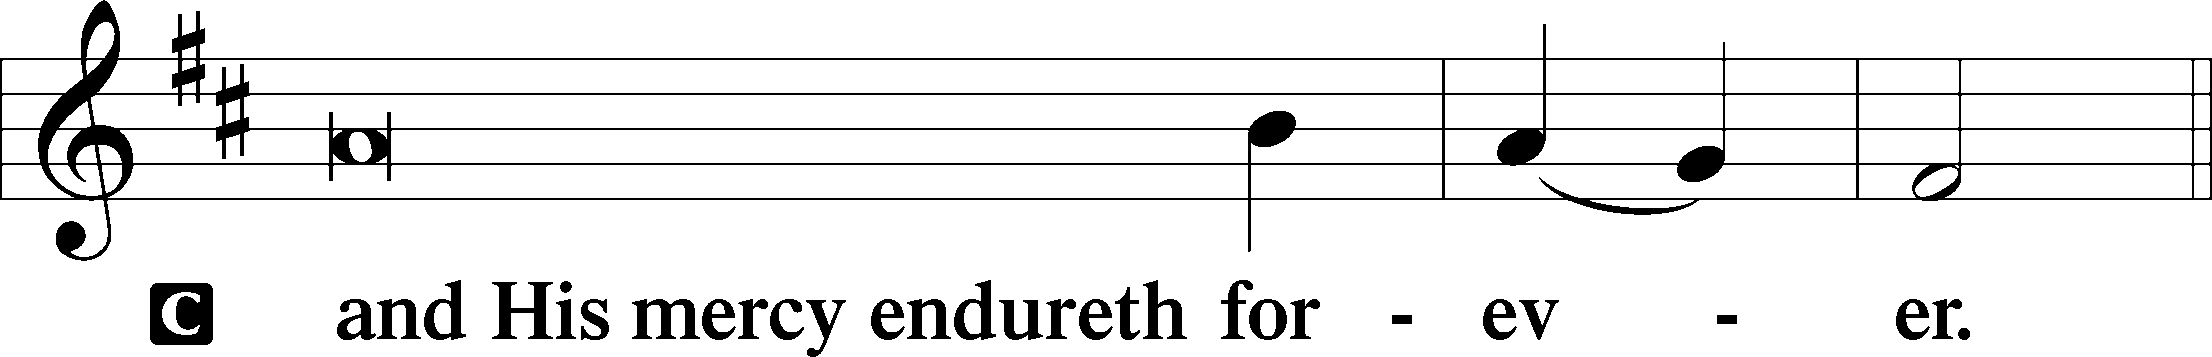 C and His mercy endureth for - ev - er.